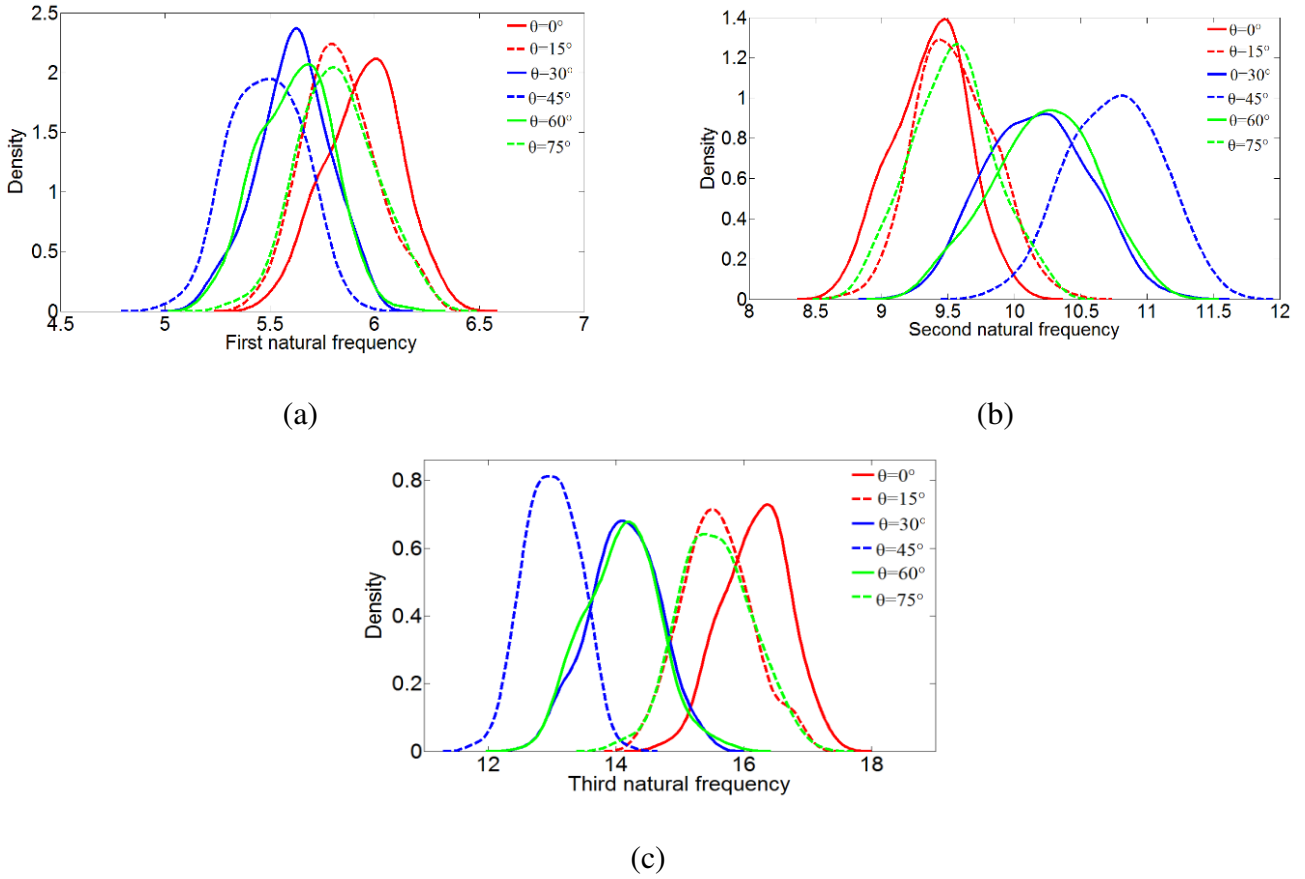 2.5
2
1.5
1
0.5
0
4.5 5 5.5 6 6.5 7
Density
First natural frequency
θ=0°
θ–15°
θ–30°
θ=45°
θ=60°
θ=75°
(a)
1.4
1.2
1
0.8
0.6
0.4
0.2
0
8 8.5 9 9.5 10 10.5 11 11.5 12
Density
Second natural frequency
θ=0°
θ–15°
θ–30°
θ=45°
θ=60°
θ=75°
(b)
0.8
0.6
0.4
0.2
0
12 14 16 18
Density
Third natural frequency
θ=0°
θ=15°
θ=30°
θ=45°
θ=60°
θ=75°
(c)